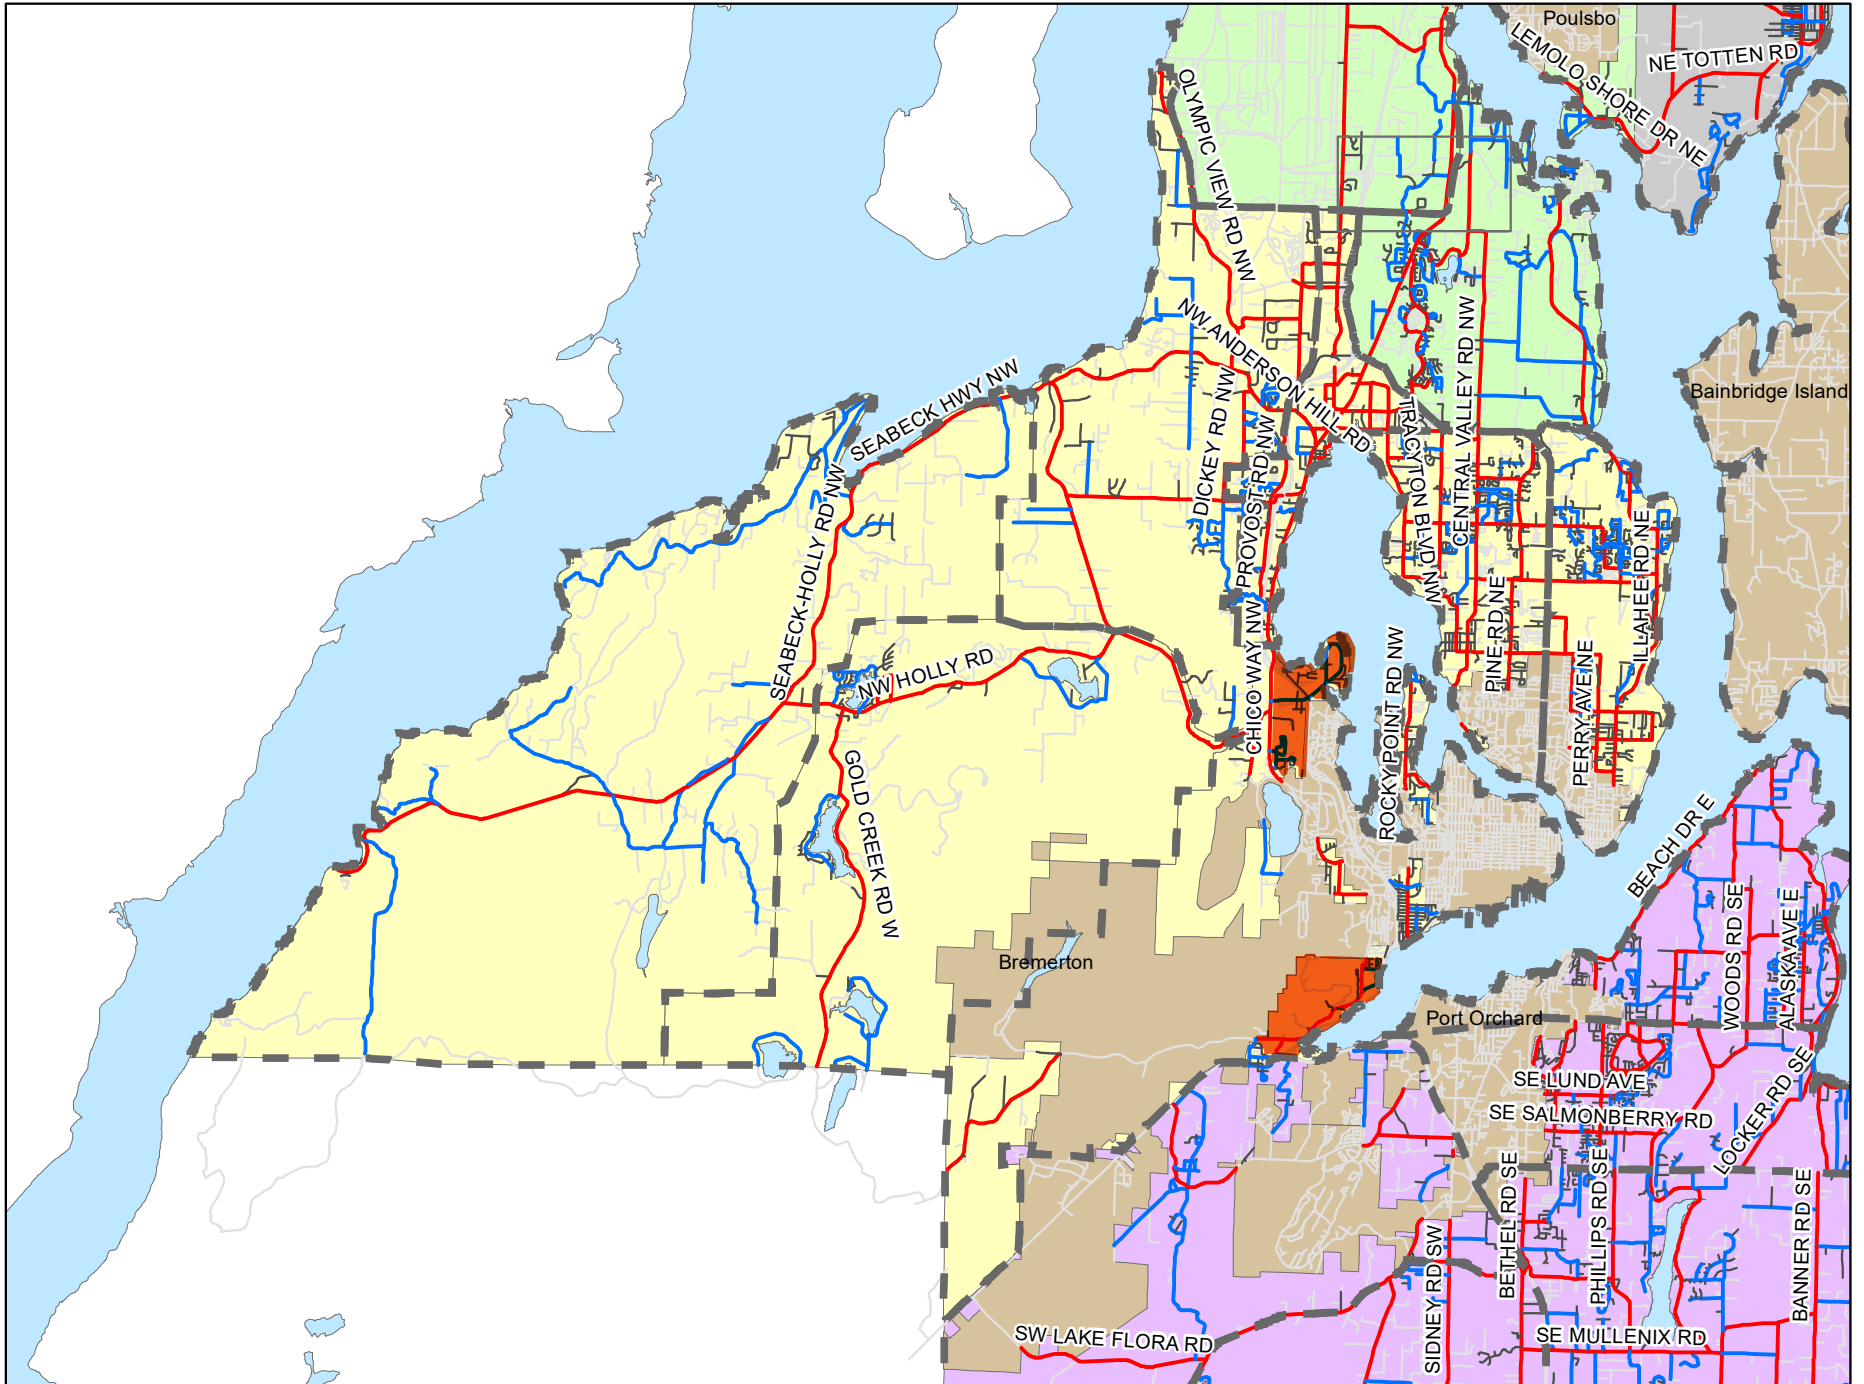 Poulsbo
LEMOLO SHORE DR NE
NE TOTTEN RD
OLYMPIC VIEW RD NW
NW ANDERSON HILL RD
SEABECK HWY NW
DICKEY RD NW
PROVOST RD NW
TRACYTON BLVD NW
CENTRAL VALLEY RD NW
Bainbridge Island
SEABECK-HOLLY RD NW
NW HOLLY RD
CHICO WAY NW
ROCKY POINT RD NW
PINE RD NE
PERRY AVENE
ILLAHEE RD NE
GOLD CREEK RD W
BEACH DR E
WOODS RD SE
ALASKA AVE E
Bremerton
Port Orchard
SE LUND AVE
SE SALMONBERRY RD
LOCKER RD SE
BETHEL RD SE
PHILLIPS RD SE
BANNER RD SE
SIDNEY RD SW
SW LAKE FLORA RD
SE MULLENIX RD